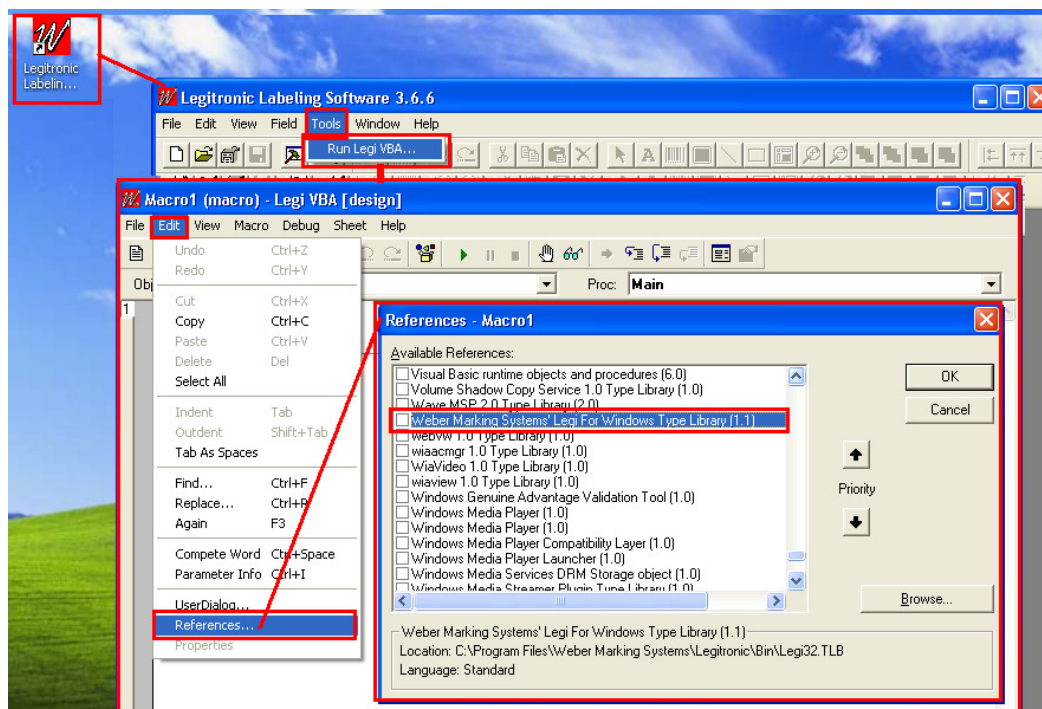 Legitronic
Labelin...
Legitronic Labeling Software 3.6.6
File Edit View Field Tools Window Help
Run Legi VBA...
Macro1 (macro) - Legi VBA [design]
File Edit View Macro Debug Sheet Help
Undo Ctrl+Z
Redo Ctrl+Y
Obj
Proc: Main
1
Cut Ctrl+X
Copy Ctrl+C
Paste Ctrl+V
Delete Del
Select All
Indent Tab
Outdent Shift+Tab
Tab As Spaces
Find... Ctrl+F
Replace... Ctrl+R
Again F3
Compete Word Ctrl+Space
Parameter Info Ctrl+I
UserDialog...
References...
Properties
References - Macro1
Available References:
Visual Basic runtime objects and procedures (6.0)
Volume Shadow Copy Service 1.0 Type Library (1.0)
Wave MSP 2.0 Type Library (2.0)
Weber Marking Systems' Legi For Windows Type Library (1.1)
webvw 1.0 Type Library (1.0)
wiaacmgr 1.0 Type Library (1.0)
WiaVideo 1.0 Type Library (1.0)
wiaview 1.0 Type Library (1.0)
Windows Genuine Advantage Validation Tool (1.0)
Windows Media Player (1.0)
Windows Media Player (1.0)
Windows Media Player Compatibility Layer (1.0)
Windows Media Player Launcher (1.0)
Windows Media Services DRM Storage object (1.0)
Windows Media Streamer Plugin Type Library (1.0)
OK
Cancel
Priority
Browse...
Weber Marking Systems' Legi For Windows Type Library (1.1)
Location: C:\Program Files\Weber Marking Systems\Legitronic\Bin\Legi32.TLB
Language: Standard